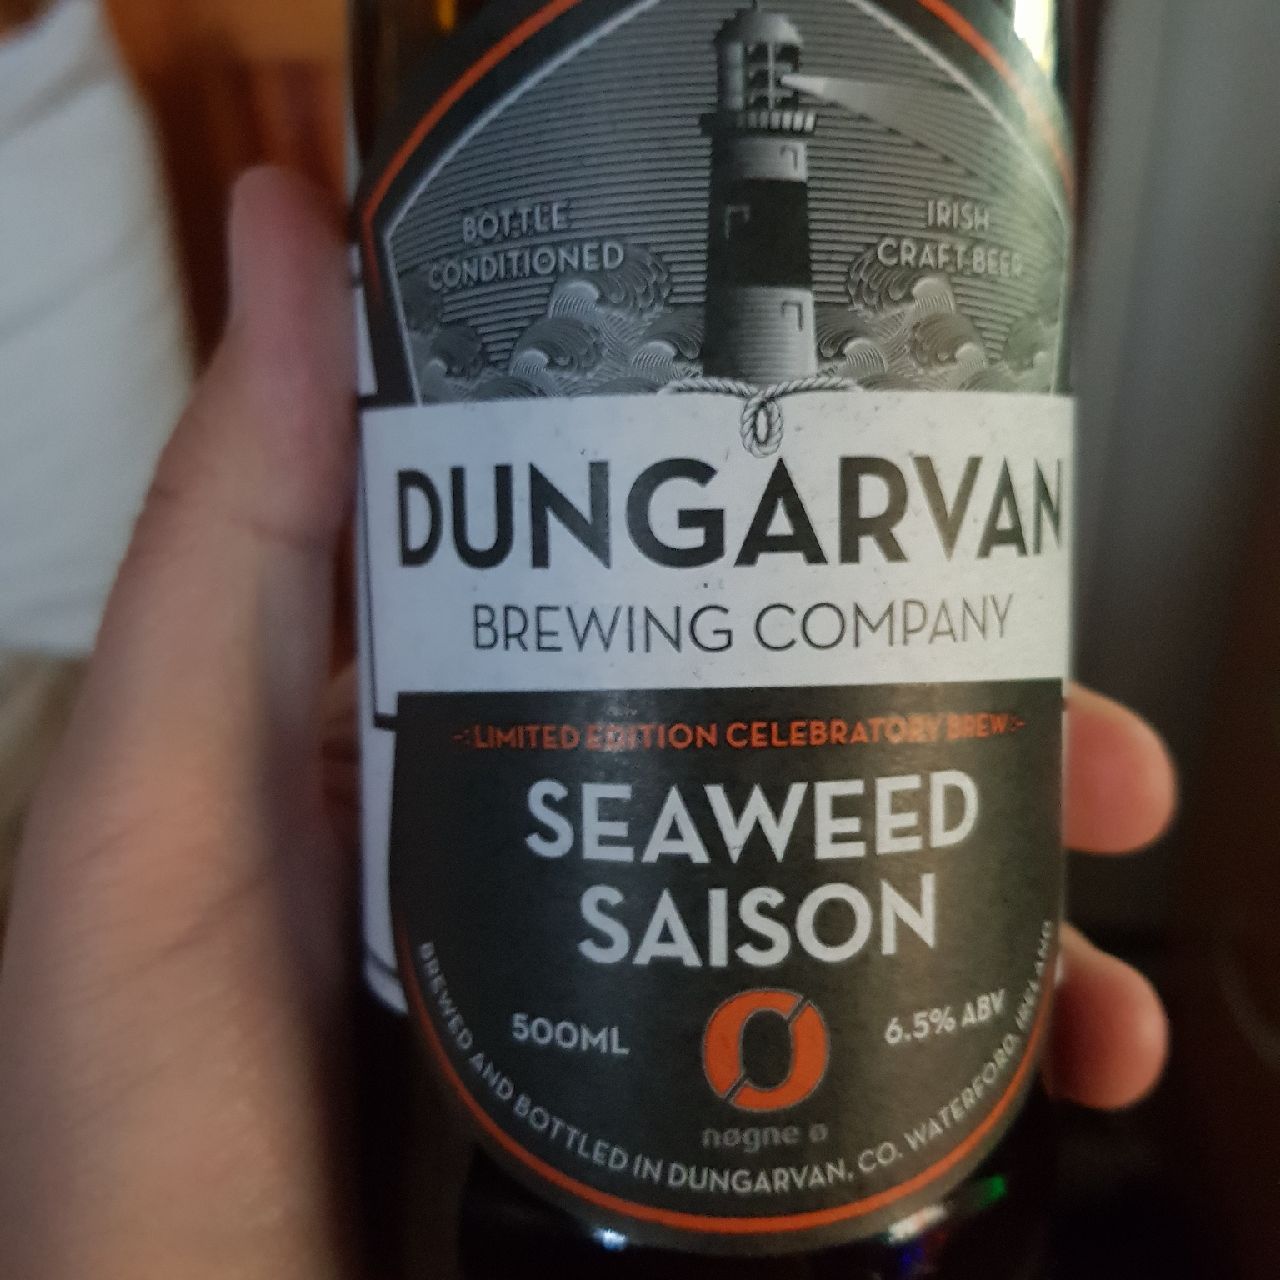 BOTTLE
CONDITIONED
IRISH
CRAFT BEER
DUNGARVAN
BREWING COMPANY
LIMITED EDITION CELEBRATORY BREW
SEAWEED
SAISON
500ML
6.5% ABV
Ø
nøgne ø
BREWED AND BOTTLED IN DUNGARVAN, CO. WATERFORD, IRELAND